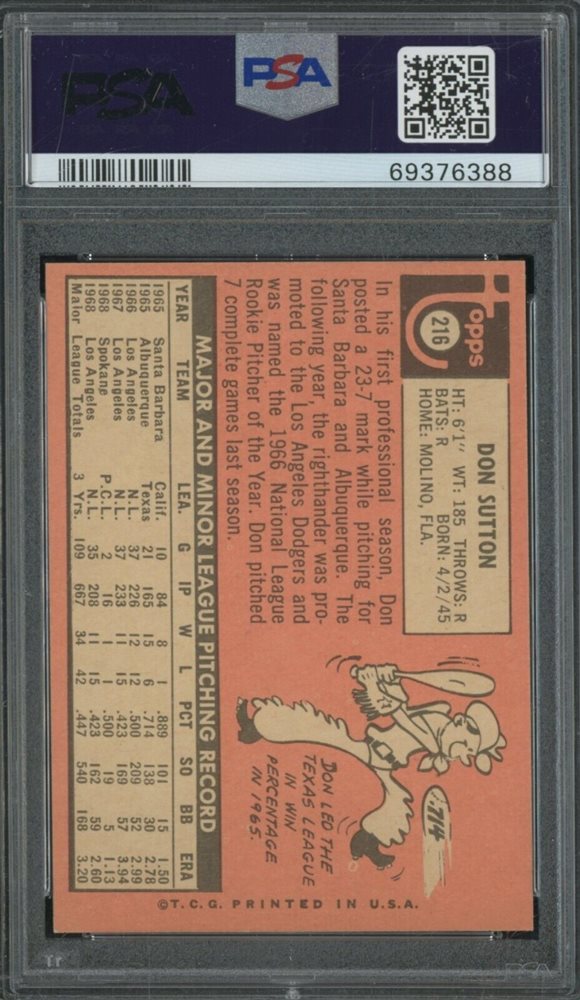 PSA
PSA
69376388
Topps
216
DON SUTTON
HT: 6'1" WT: 185 THROWS: R
BATS: R BORN: 4/2/45
HOME: MOLINO, FLA.
In his first professional season, Don
posted a 23-7 mark while pitching for
Santa Barbara and Albuquerque. The
following year, the righthander was pro-
moted to the Los Angeles Dodgers and
was named the 1966 National League
Rookie Pitcher of the Year. Don pitched
7 complete games last season.
.714
DON LED THE
TEXAS LEAGUE
IN WIN
PERCENTAGE
IN 1965.
MAJOR AND MINOR LEAGUE PITCHING RECORD
YEAR TEAM LEA. G IP W L PCT SO BB ERA
1965 Santa Barbara Calif. 10 84 8 1 .889 101 15 1.50
1965 Albuquerque Texas 21 165 15 6 .714 138 30 2.78
1966 Los Angeles N.L. 37 226 12 12 .500 209 52 2.99
1967 Los Angeles N.L. 37 233 11 15 .423 169 57 3.94
1968 Spokane P.C.L. 2 16 1 1 .500 19 5 1.13
1968 Los Angeles N.L. 35 208 11 15 .423 162 59 2.60
Major League Totals 3 Yrs. 109 667 34 42 .447 540 168 3.20
©T.C.G. PRINTED IN U.S.A.